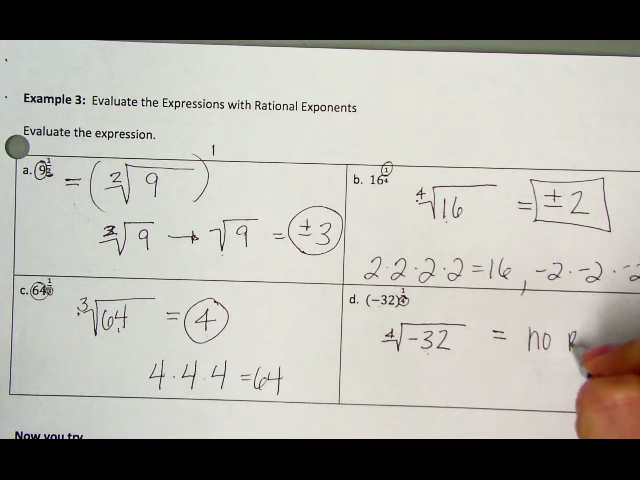 Example 3: Evaluate the Expressions with Rational Exponents
Evaluate the expression.
a. 9^{1/2} = (²√9)¹
²√9 → √9 = ±3
b. 16^{1/4}
⁴√16 = ±2
2·2·2·2=16, -2·-2·-2
c. 64^{1/3}
³√64 = 4
4·4·4=64
d. (−32)^{1/4}
⁴√-32 = no
Now you try